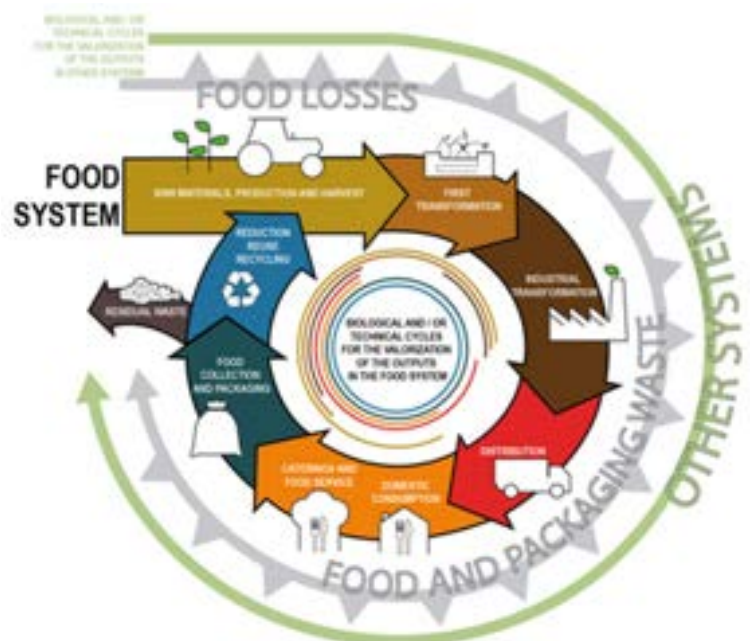 BIOLOGICAL AND / OR
TECHNICAL CYCLES
FOR THE VALORIZATION
OF THE OUTPUTS
IN OTHER SYSTEM
FOOD LOSSES
FOOD
SYSTEM
RAW MATERIALS, PRODUCTION AND HARVEST
FIRST
TRANSFORMATION
INDUSTRIAL
TRANSFORMATION
DISTRIBUTION
DOMESTIC
CONSUMPTION
AND
FOOD SERVICE
FOOD
COLLECTION
AND PACKAGING
REDUCTION
REUSE
RECYCLING
RESIDUAL WASTE
BIOLOGICAL AND / OR
TECHNICAL CYCLES
FOR THE VALORIZATION
OF THE OUTPUTS
IN THE FOOD SYSTEM
FOOD AND PACKAGING WASTE
OTHER SYSTEMS